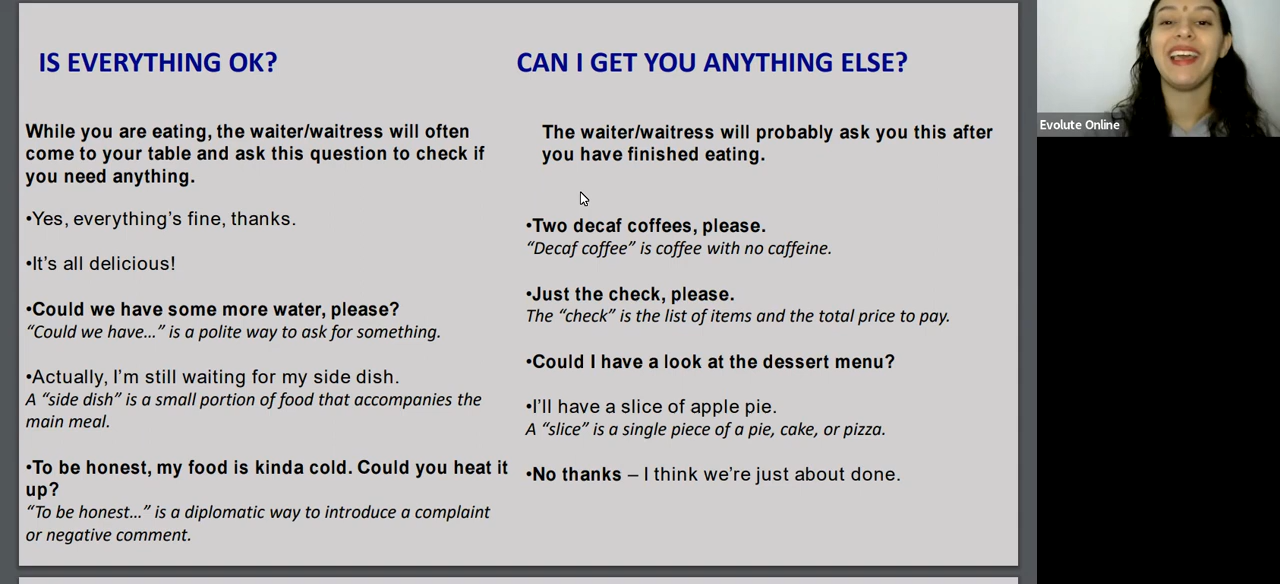 IS EVERYTHING OK?
While you are eating, the waiter/waitress will often
come to your table and ask this question to check if
you need anything.
•Yes, everything's fine, thanks.
•It's all delicious!
•Could we have some more water, please?
“Could we have...” is a polite way to ask for something.
•Actually, I'm still waiting for my side dish.
A “side dish” is a small portion of food that accompanies the
main meal.
•To be honest, my food is kinda cold. Could you heat it
up?
“To be honest...” is a diplomatic way to introduce a complaint
or negative comment.
CAN I GET YOU ANYTHING ELSE?
The waiter/waitress will probably ask you this after
you have finished eating.
•Two decaf coffees, please.
“Decaf coffee” is coffee with no caffeine.
•Just the check, please.
The “check” is the list of items and the total price to pay.
•Could I have a look at the dessert menu?
•I'll have a slice of apple pie.
A “slice” is a single piece of a pie, cake, or pizza.
•No thanks – I think we're just about done.
Evolute Online